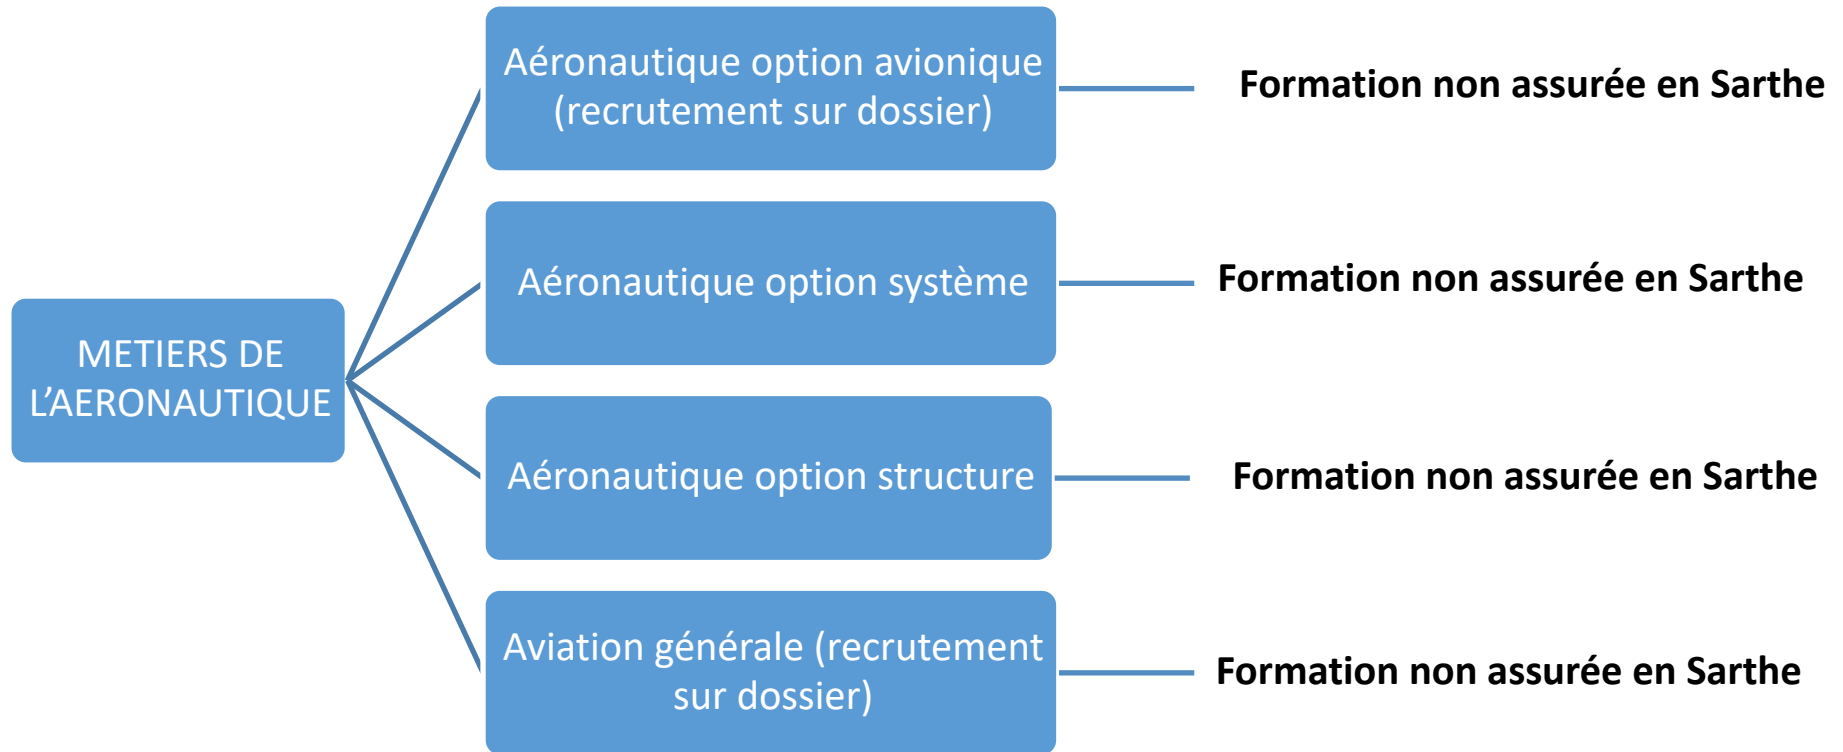 Aéronautique option avionique
(recrutement sur dossier)
Formation non assurée en Sarthe
Aéronautique option système
Formation non assurée en Sarthe
METIERS DE
L’AERONAUTIQUE
Aéronautique option structure
Formation non assurée en Sarthe
Aviation générale (recrutement
sur dossier)
Formation non assurée en Sarthe